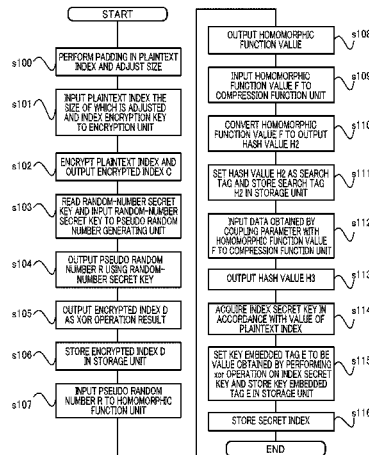 START
s100
PERFORM PADDING IN PLAINTEXT
INDEX AND ADJUST SIZE
s101
INPUT PLAINTEXT INDEX THE
SIZE OF WHICH IS ADJUSTED
AND INDEX ENCRYPTION KEY
TO ENCRYPTION UNIT
s102
ENCRYPT PLAINTEXT INDEX AND
OUTPUT ENCRYPTED INDEX C
s103
READ RANDOM-NUMBER SECRET
KEY AND INPUT RANDOM-NUMBER
SECRET KEY TO PSEUDO RANDOM
NUMBER GENERATING UNIT
s104
OUTPUT PSEUDO RANDOM
NUMBER R USING RANDOM-
NUMBER SECRET KEY
s105
OUTPUT ENCRYPTED INDEX D
AS XOR OPERATION RESULT
s106
STORE ENCRYPTED INDEX D
IN STORAGE UNIT
s107
INPUT PSEUDO RANDOM
NUMBER R TO HOMOMORPHIC
FUNCTION UNIT
s108
OUTPUT HOMOMORPHIC
FUNCTION VALUE
s109
INPUT HOMOMORPHIC
FUNCTION VALUE F TO
COMPRESSION FUNCTION UNIT
s110
CONVERT HOMOMORPHIC
FUNCTION VALUE F TO OUTPUT
HASH VALUE H2
s111
SET HASH VALUE H2 AS SEARCH
TAG AND STORE SEARCH TAG
H2 IN STORAGE UNIT
s112
INPUT DATA OBTAINED BY
COUPLING PARAMETER WITH
HOMOMORPHIC FUNCTION VALUE
F TO COMPRESSION FUNCTION UNIT
s113
OUTPUT HASH VALUE H3
s114
ACQUIRE INDEX SECRET KEY IN
ACCORDANCE WITH VALUE OF
PLAINTEXT INDEX
s115
SET KEY EMBEDDED TAG E TO BE
VALUE OBTAINED BY PERFORMING
xor OPERATION ON INDEX SECRET
KEY AND STORE KEY EMBEDDED
TAG E IN STORAGE UNIT
s116
STORE SECRET INDEX
END